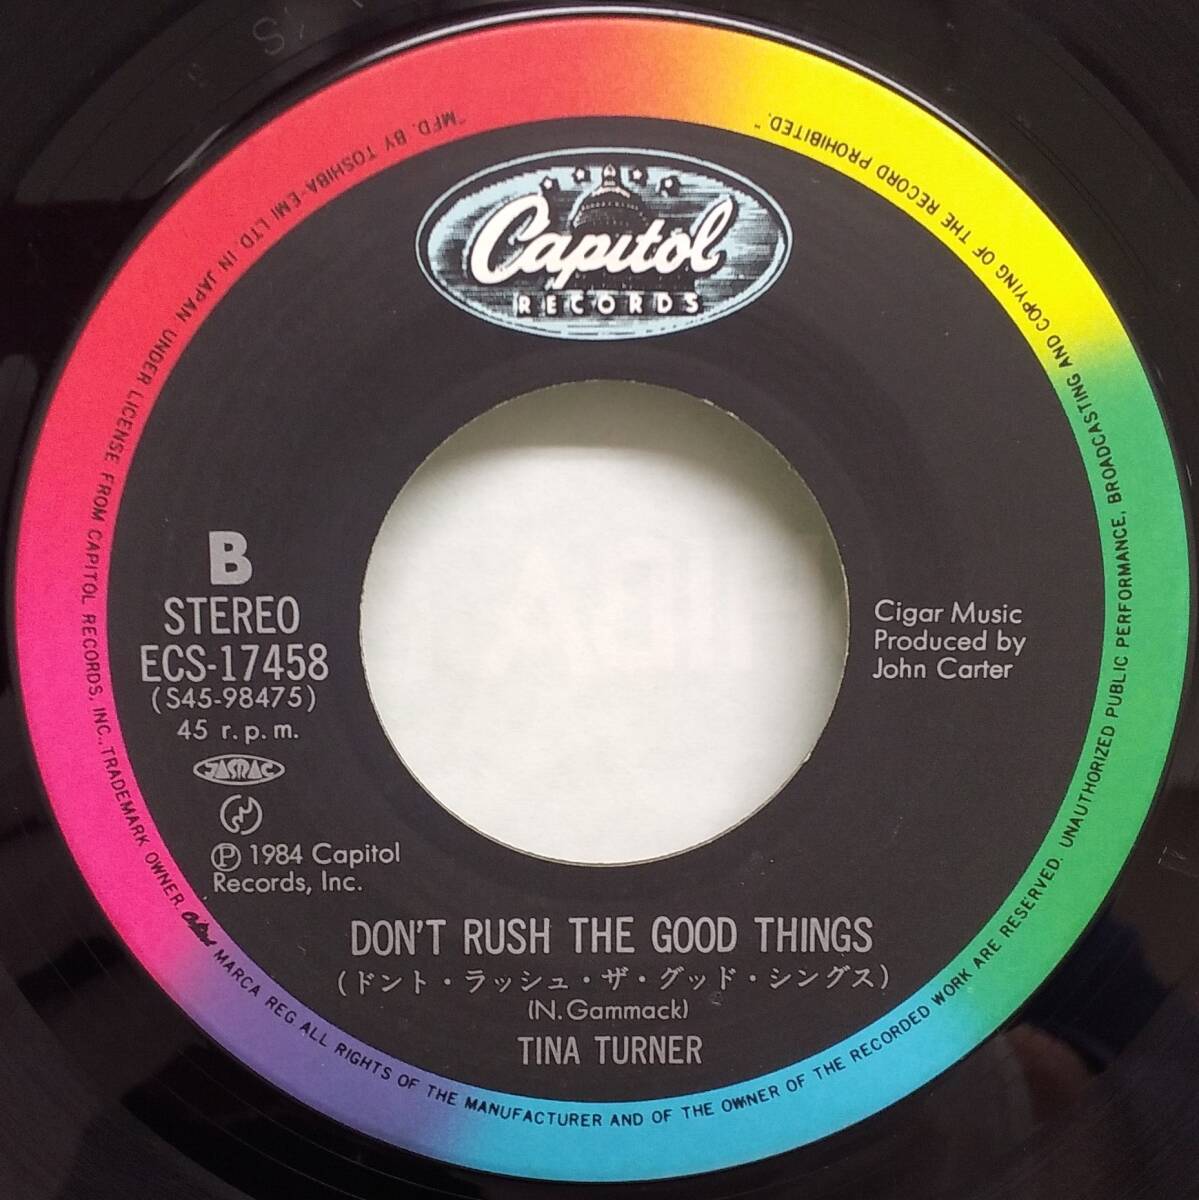 Capitol
RECORDS
B
STEREO
ECS-17458
(S45-98475)
45 r.p.m.
JASRAC
Ⓟ 1984 Capitol
Records, Inc.
Cigar Music
Produced by
John Carter
DON'T RUSH THE GOOD THINGS
(ドント・ラッシュ・ザ・グッド・シングス)
(N. Gammack)
TINA TURNER
"MFD. BY TOSHIBA-EMI LTD IN JAPAN UNDER LICENSE FROM CAPITOL RECORDS, INC., TRADEMARK OWNER. Capitol MARCA REG ALL RIGHTS OF THE MANUFACTURER AND OF THE OWNER OF THE RECORDED WORK ARE RESERVED. UNAUTHORIZED PUBLIC PERFORMANCE, BROADCASTING AND COPYING OF THE RECORD PROHIBITED."